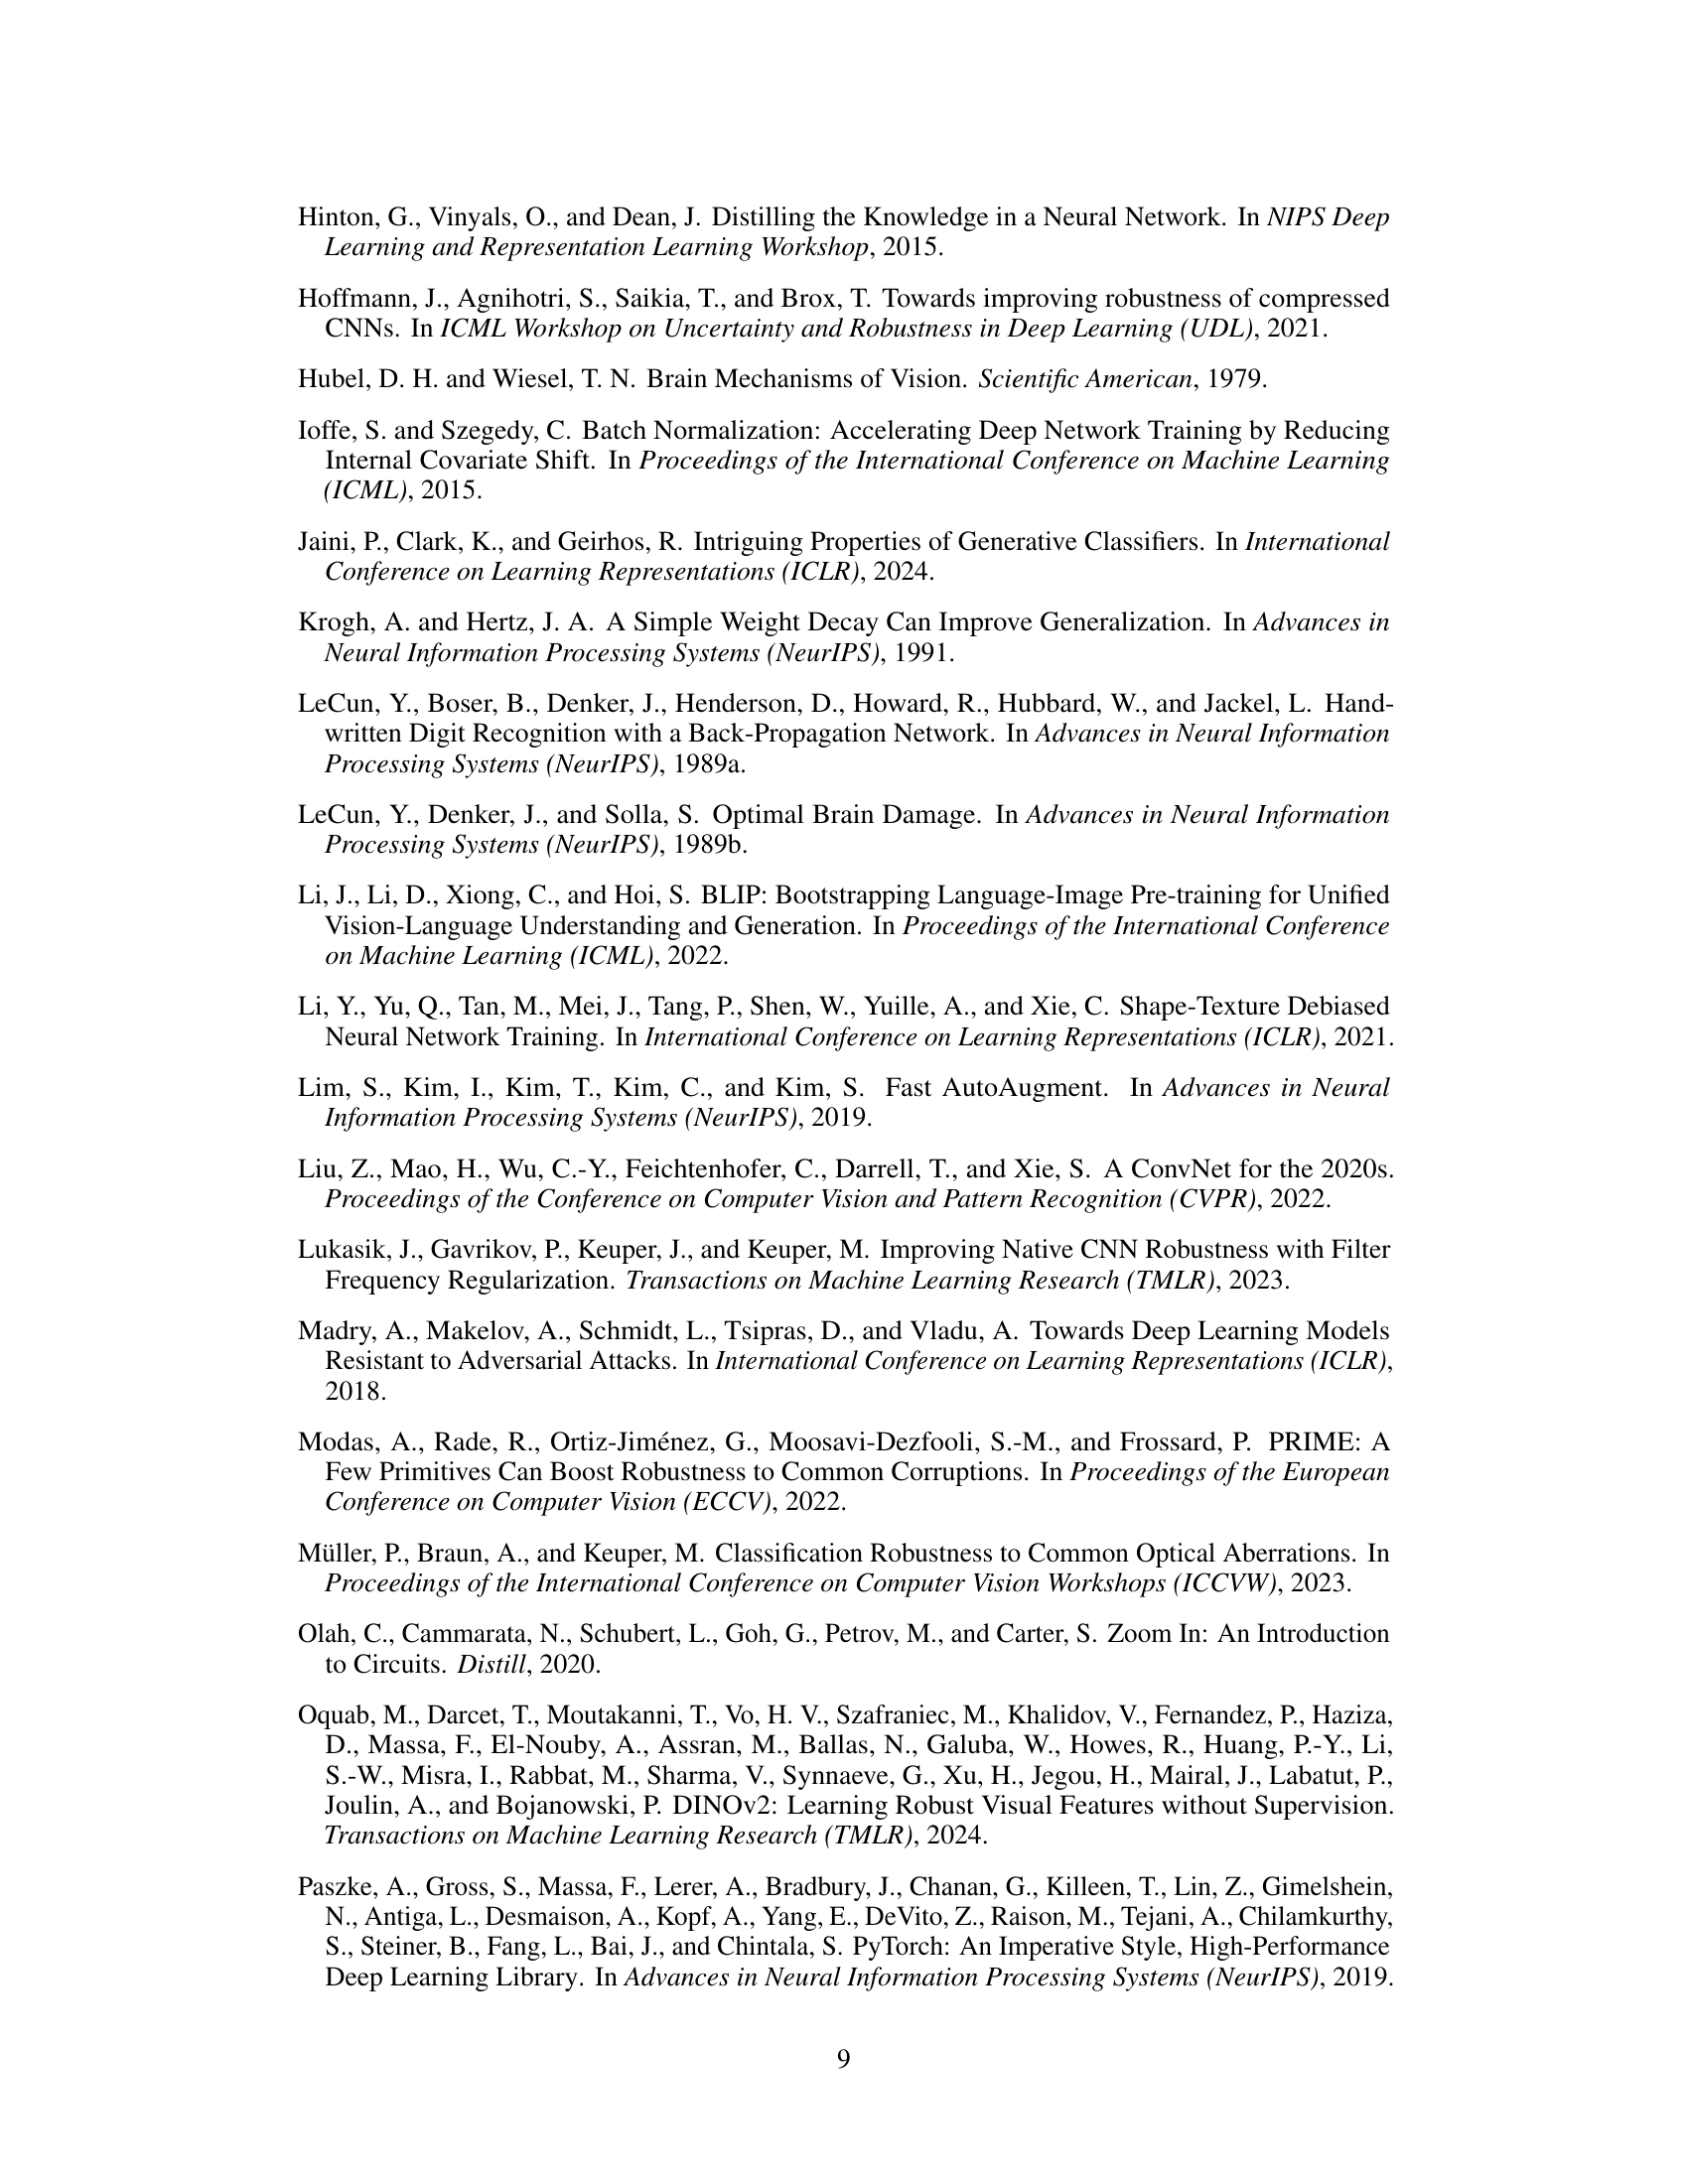 Hinton, G., Vinyals, O., and Dean, J. Distilling the Knowledge in a Neural Network. In NIPS Deep
Learning and Representation Learning Workshop, 2015.
Hoffmann, J., Agnihotri, S., Saikia, T., and Brox, T. Towards improving robustness of compressed
CNNs. In ICML Workshop on Uncertainty and Robustness in Deep Learning (UDL), 2021.
Hubel, D. H. and Wiesel, T. N. Brain Mechanisms of Vision. Scientific American, 1979.
Ioffe, S. and Szegedy, C. Batch Normalization: Accelerating Deep Network Training by Reducing
Internal Covariate Shift. In Proceedings of the International Conference on Machine Learning
(ICML), 2015.
Jaini, P., Clark, K., and Geirhos, R. Intriguing Properties of Generative Classifiers. In International
Conference on Learning Representations (ICLR), 2024.
Krogh, A. and Hertz, J. A. A Simple Weight Decay Can Improve Generalization. In Advances in
Neural Information Processing Systems (NeurIPS), 1991.
LeCun, Y., Boser, B., Denker, J., Henderson, D., Howard, R., Hubbard, W., and Jackel, L. Hand-
written Digit Recognition with a Back-Propagation Network. In Advances in Neural Information
Processing Systems (NeurIPS), 1989a.
LeCun, Y., Denker, J., and Solla, S. Optimal Brain Damage. In Advances in Neural Information
Processing Systems (NeurIPS), 1989b.
Li, J., Li, D., Xiong, C., and Hoi, S. BLIP: Bootstrapping Language-Image Pre-training for Unified
Vision-Language Understanding and Generation. In Proceedings of the International Conference
on Machine Learning (ICML), 2022.
Li, Y., Yu, Q., Tan, M., Mei, J., Tang, P., Shen, W., Yuille, A., and Xie, C. Shape-Texture Debiased
Neural Network Training. In International Conference on Learning Representations (ICLR), 2021.
Lim, S., Kim, I., Kim, T., Kim, C., and Kim, S. Fast AutoAugment. In Advances in Neural
Information Processing Systems (NeurIPS), 2019.
Liu, Z., Mao, H., Wu, C.-Y., Feichtenhofer, C., Darrell, T., and Xie, S. A ConvNet for the 2020s.
Proceedings of the Conference on Computer Vision and Pattern Recognition (CVPR), 2022.
Lukasik, J., Gavrikov, P., Keuper, J., and Keuper, M. Improving Native CNN Robustness with Filter
Frequency Regularization. Transactions on Machine Learning Research (TMLR), 2023.
Madry, A., Makelov, A., Schmidt, L., Tsipras, D., and Vladu, A. Towards Deep Learning Models
Resistant to Adversarial Attacks. In International Conference on Learning Representations (ICLR),
2018.
Modas, A., Rade, R., Ortiz-Jiménez, G., Moosavi-Dezfooli, S.-M., and Frossard, P. PRIME: A
Few Primitives Can Boost Robustness to Common Corruptions. In Proceedings of the European
Conference on Computer Vision (ECCV), 2022.
Müller, P., Braun, A., and Keuper, M. Classification Robustness to Common Optical Aberrations. In
Proceedings of the International Conference on Computer Vision Workshops (ICCVW), 2023.
Olah, C., Cammarata, N., Schubert, L., Goh, G., Petrov, M., and Carter, S. Zoom In: An Introduction
to Circuits. Distill, 2020.
Oquab, M., Darcet, T., Moutakanni, T., Vo, H. V., Szafraniec, M., Khalidov, V., Fernandez, P., Haziza,
D., Massa, F., El-Nouby, A., Assran, M., Ballas, N., Galuba, W., Howes, R., Huang, P.-Y., Li,
S.-W., Misra, I., Rabbat, M., Sharma, V., Synnaeve, G., Xu, H., Jegou, H., Mairal, J., Labatut, P.,
Joulin, A., and Bojanowski, P. DINOv2: Learning Robust Visual Features without Supervision.
Transactions on Machine Learning Research (TMLR), 2024.
Paszke, A., Gross, S., Massa, F., Lerer, A., Bradbury, J., Chanan, G., Killeen, T., Lin, Z., Gimelshein,
N., Antiga, L., Desmaison, A., Kopf, A., Yang, E., DeVito, Z., Raison, M., Tejani, A., Chilamkurthy,
S., Steiner, B., Fang, L., Bai, J., and Chintala, S. PyTorch: An Imperative Style, High-Performance
Deep Learning Library. In Advances in Neural Information Processing Systems (NeurIPS), 2019.
9